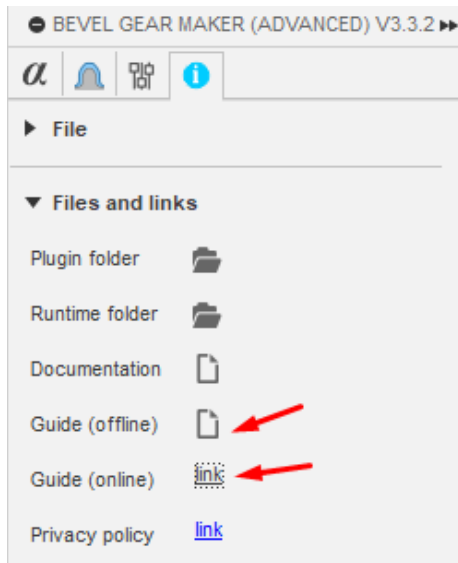 BEVEL GEAR MAKER (ADVANCED) V3.3.2
α
File
Files and links
Plugin folder
Runtime folder
Documentation
Guide (offline)
Guide (online) link
Privacy policy link